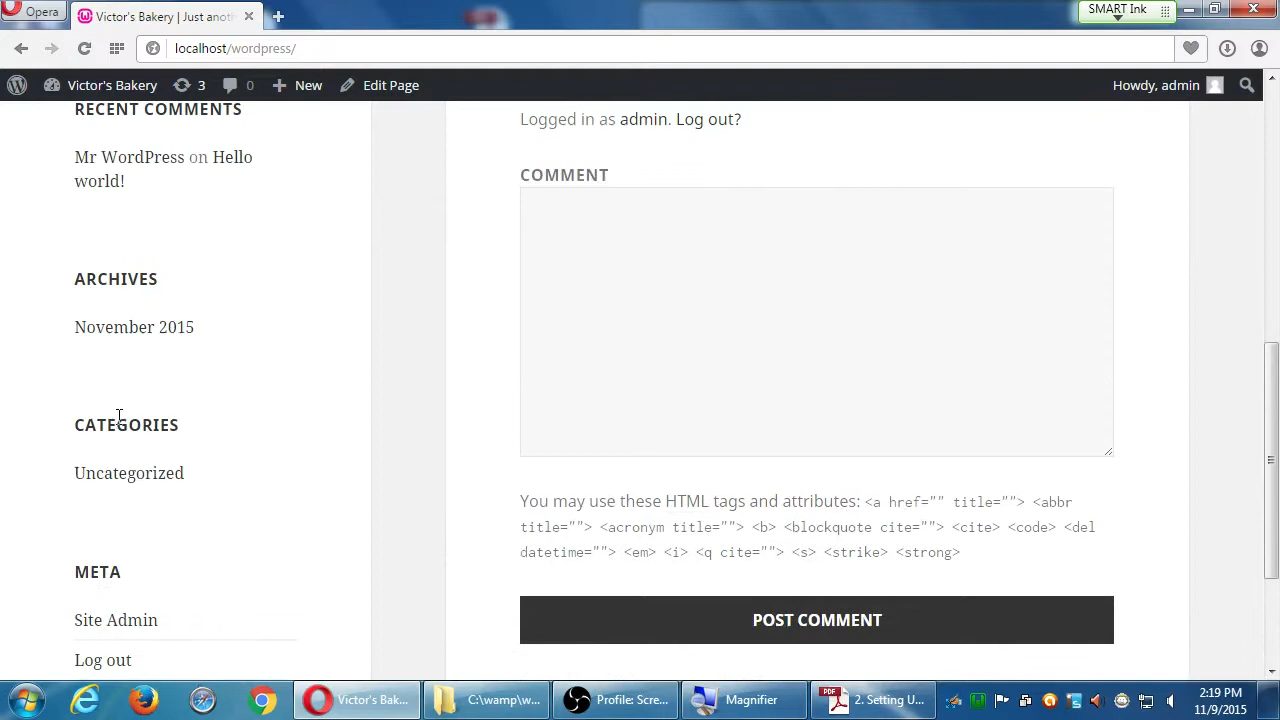 Opera
Victor's Bakery | Just anoth
SMART Ink
localhost/wordpress/
Victor's Bakery
3
0
New
Edit Page
Howdy, admin
RECENT COMMENTS
Mr WordPress on Hello
world!
ARCHIVES
November 2015
CATEGORIES
Uncategorized
META
Site Admin
Log out
Logged in as admin. Log out?
COMMENT
You may use these HTML tags and attributes: <a href="" title=""> <abbr
title=""> <acronym title=""> <b> <blockquote cite=""> <cite> <code> <del
datetime=""> <em> <i> <q cite=""> <s> <strike> <strong>
POST COMMENT
Victor's Bake...
C:\wamp\w...
Profile: Scre...
Magnifier
PDF
2. Setting U...
2:19 PM
11/9/2015